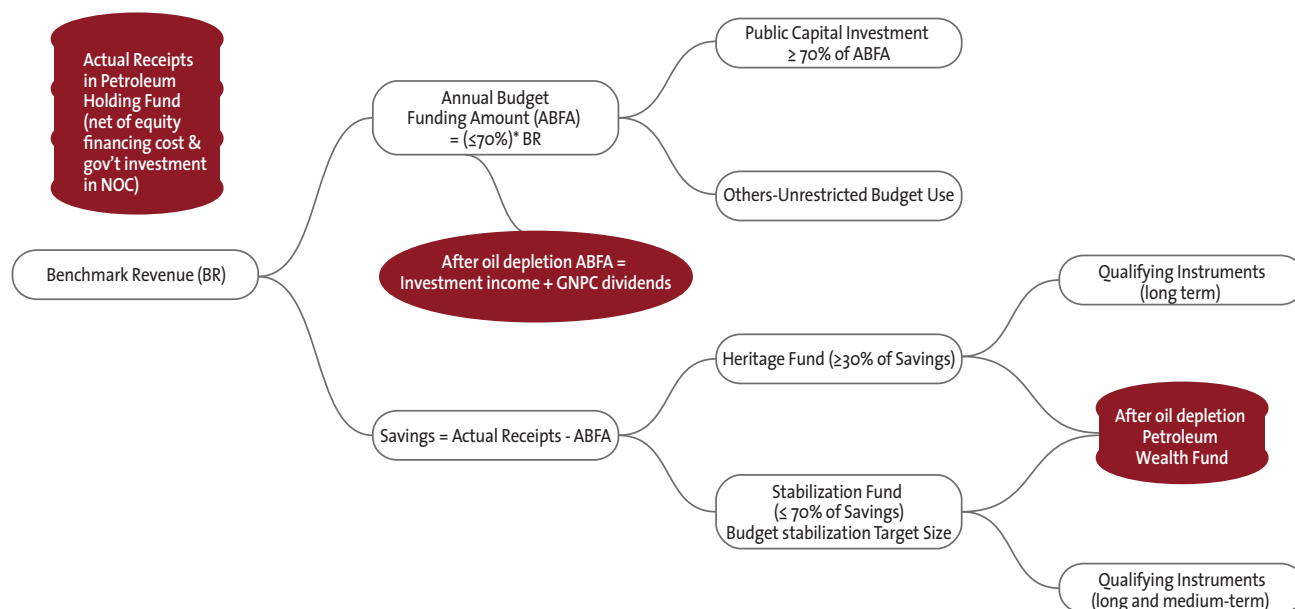 Actual Receipts
in Petroleum
Holding Fund
(net of equity
financing cost &
gov't investment
in NOC)
Benchmark Revenue (BR)
Annual Budget
Funding Amount (ABFA)
= (≤70%)* BR
After oil depletion ABFA =
Investment income + GNPC dividends
Savings = Actual Receipts - ABFA
Public Capital Investment
≥ 70% of ABFA
Others-Unrestricted Budget Use
Heritage Fund (≥30% of Savings)
Stabilization Fund
(≤ 70% of Savings)
Budget stabilization Target Size
Qualifying Instruments
(long term)
After oil depletion
Petroleum
Wealth Fund
Qualifying Instruments
(long and medium-term)